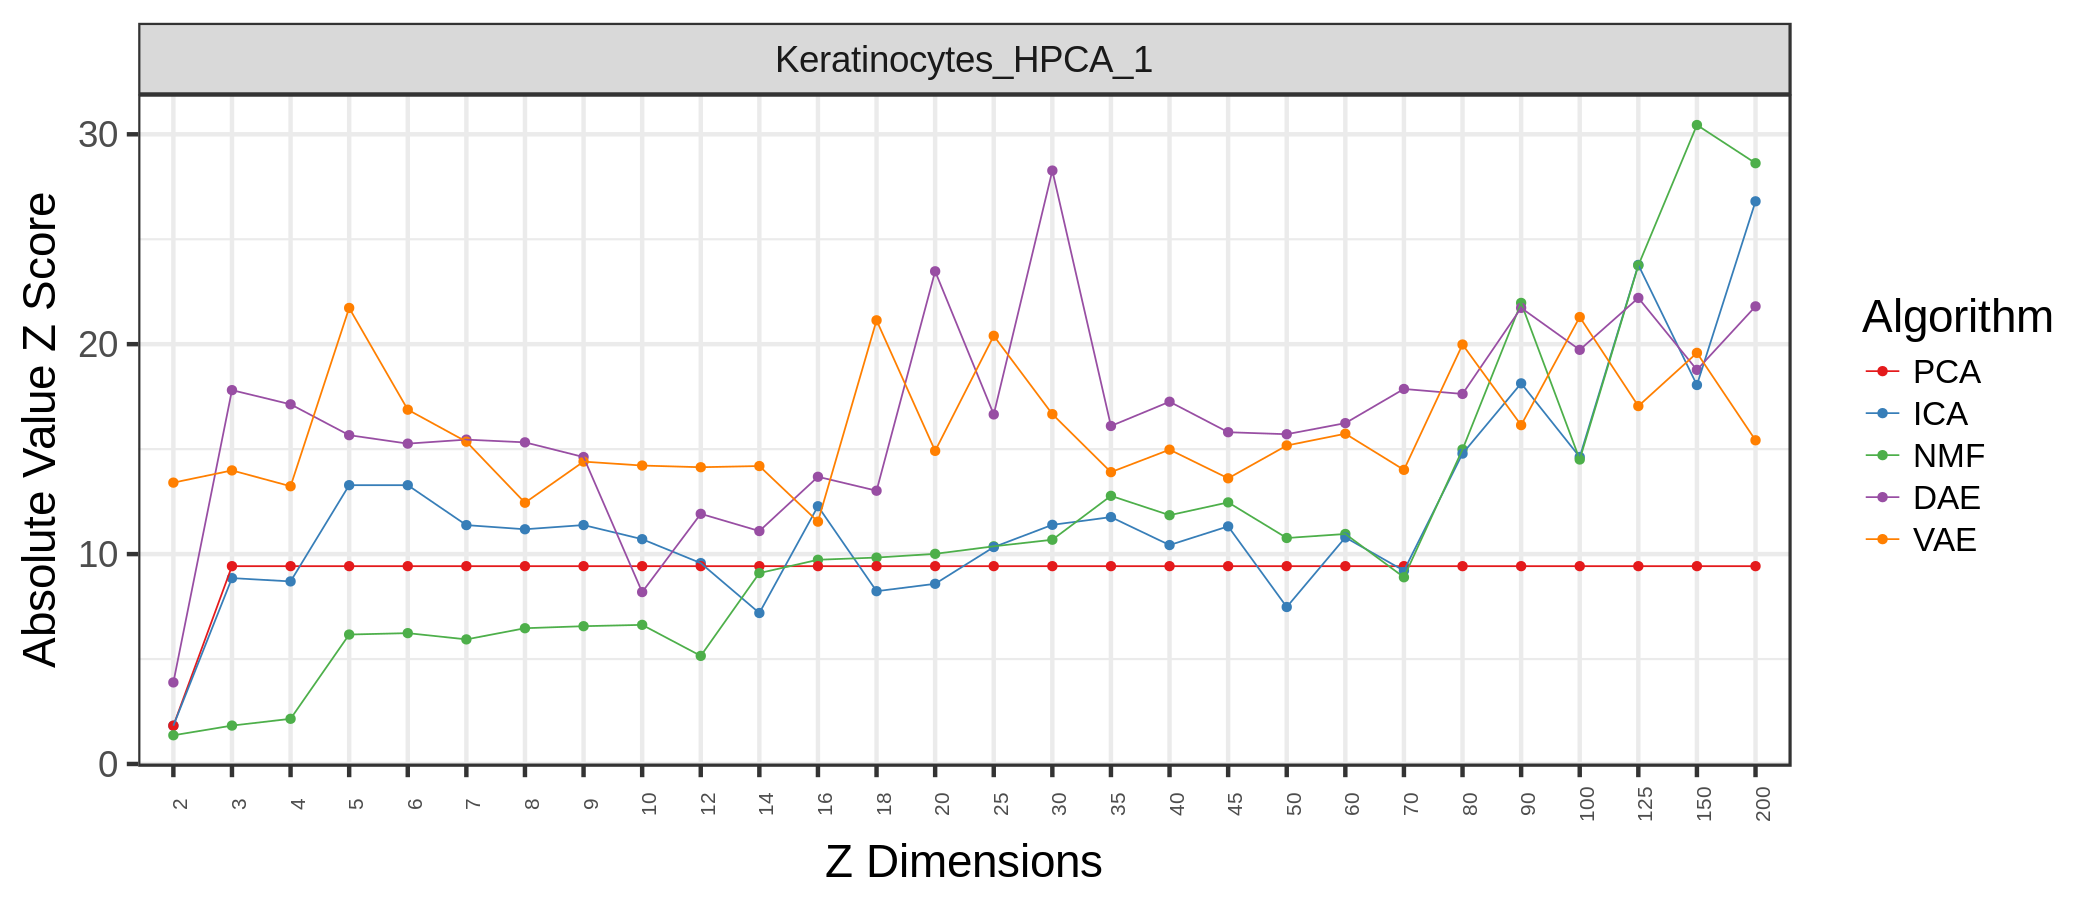 Keratinocytes_HPCA_1
Absolute Value Z Score
30
20
10
0
2 3 4 5 6 7 8 9 10 12 14 16 18 20 25 30 35 40 45 50 60 70 80 90 100 125 150 200
Z Dimensions
Algorithm
PCA
ICA
NMF
DAE
VAE